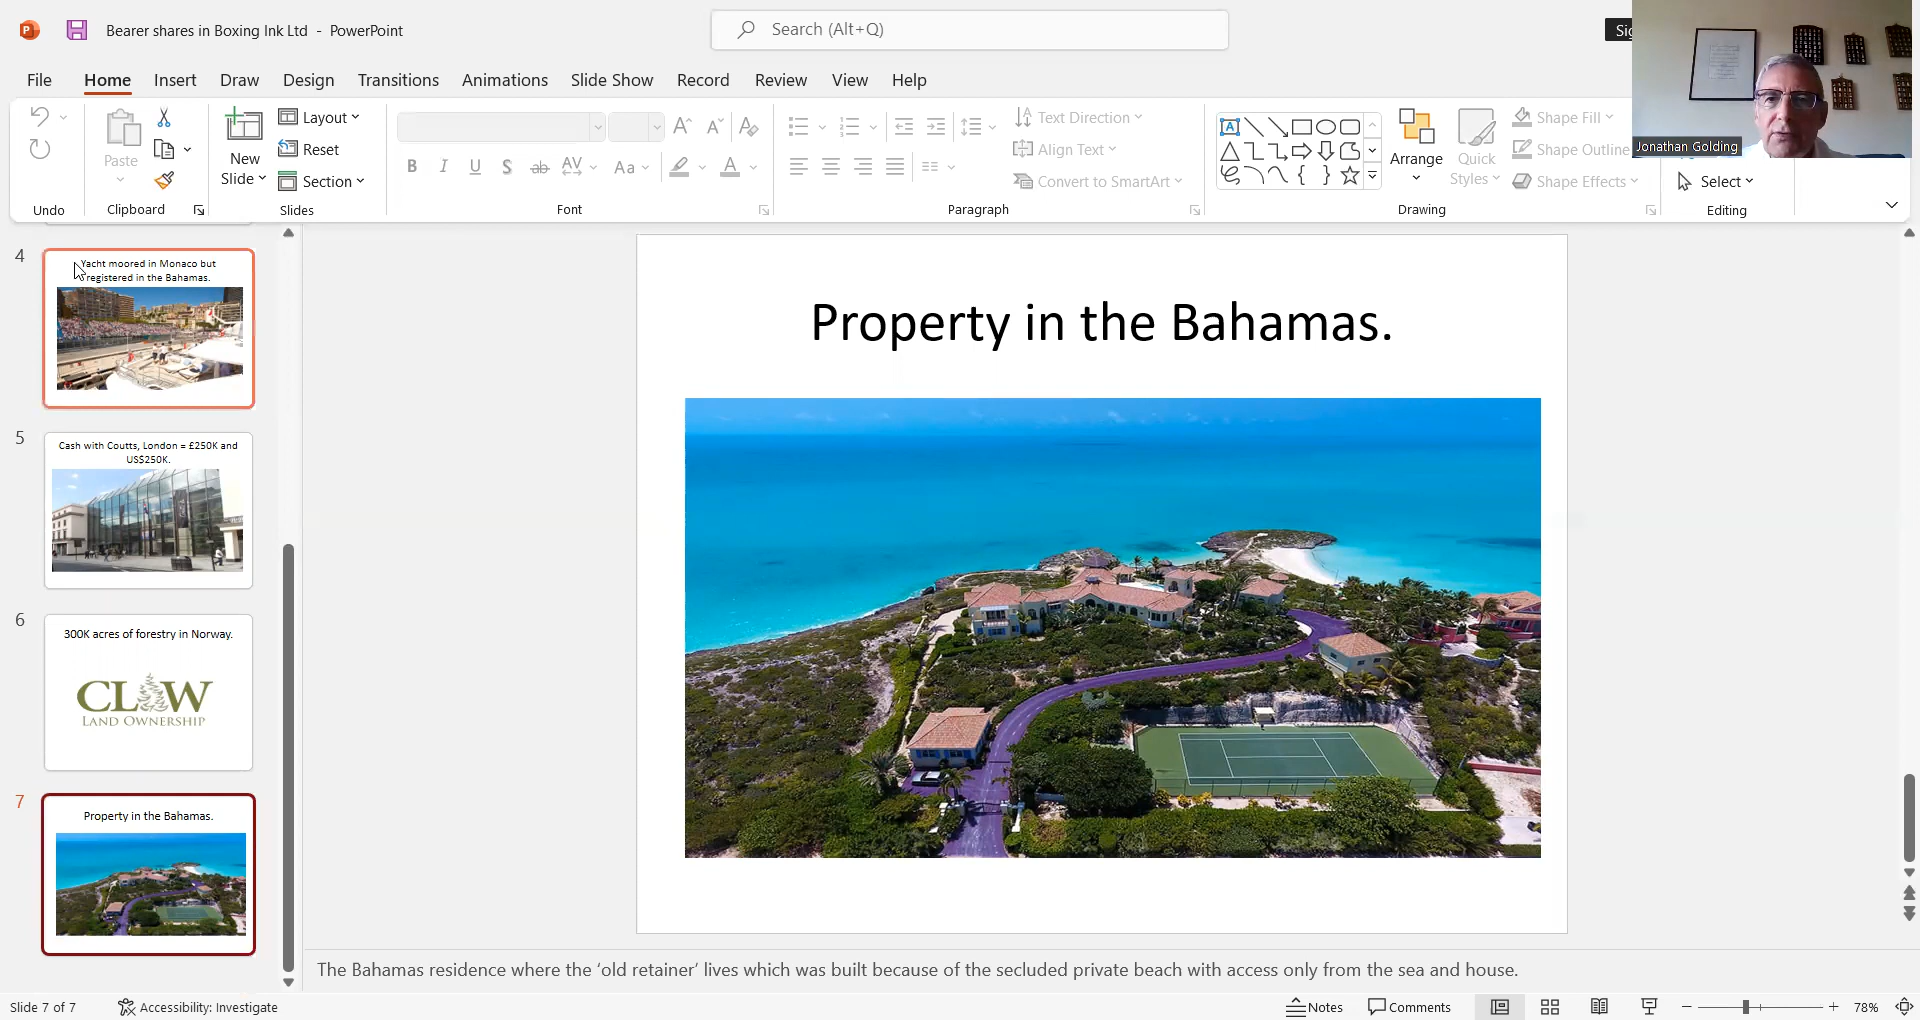 Bearer shares in Boxing Ink Ltd - PowerPoint
Search (Alt+Q)
Sig
File Home Insert Draw Design Transitions Animations Slide Show Record Review View Help
Undo
Paste
Clipboard
New Slide
Layout
Reset
Section
Slides
B I U S ab AV Aa A
Font
Text Direction
Align Text
Convert to SmartArt
Paragraph
Arrange
Quick Styles
Shape Fill
Shape Outline
Shape Effects
Drawing
Select
Editing
Jonathan Golding
4
Yacht moored in Monaco but
registered in the Bahamas.
5
Cash with Coutts, London = £250K and
US$250K.
6
300K acres of forestry in Norway.
CLAW
LAND OWNERSHIP
7
Property in the Bahamas.
Property in the Bahamas.
The Bahamas residence where the ‘old retainer’ lives which was built because of the secluded private beach with access only from the sea and house.
Slide 7 of 7
Accessibility: Investigate
Notes
Comments
78%